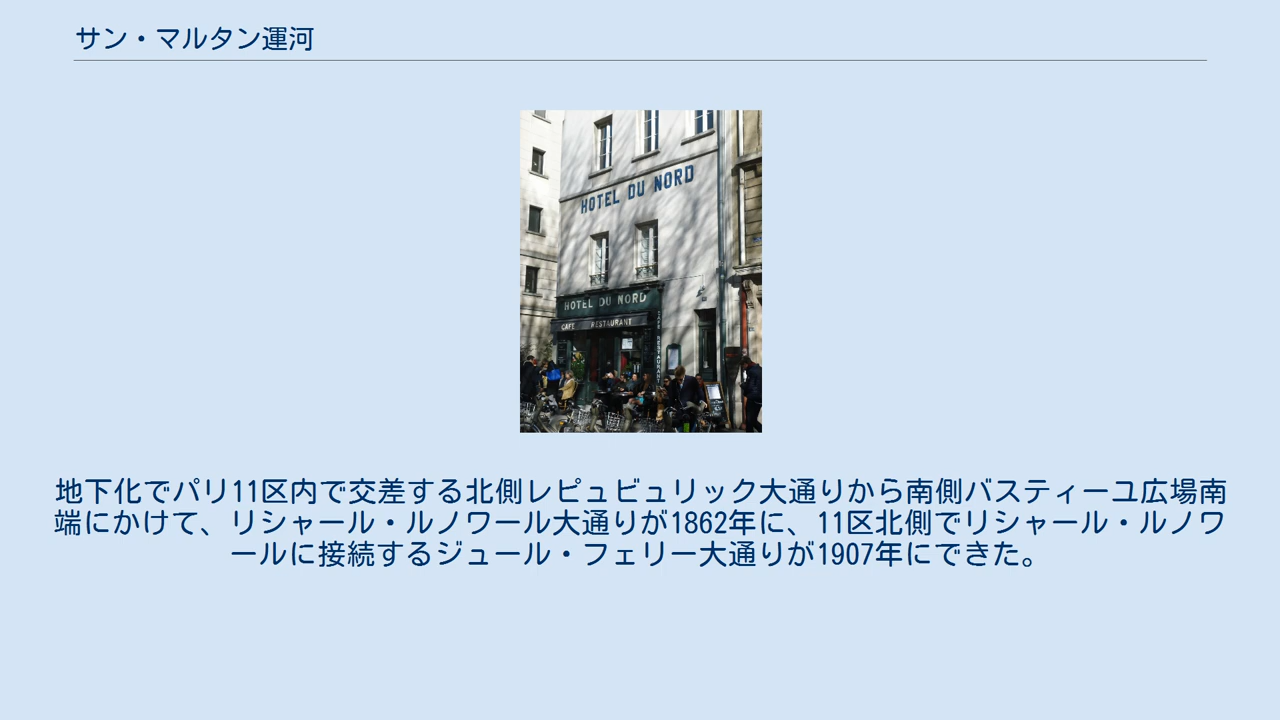 サン・マルタン運河
HOTEL DU NORD
HOTEL DU NORD
CAFE RESTAURANT
CAFE RESTAURANT
地下化でパリ11区内で交差する北側レピュビュリック大通りから南側バスティーユ広場南
端にかけて、リシャール・ルノワール大通りが1862年に、11区北側でリシャール・ルノワ
ールに接続するジュール・フェリー大通りが1907年にできた。